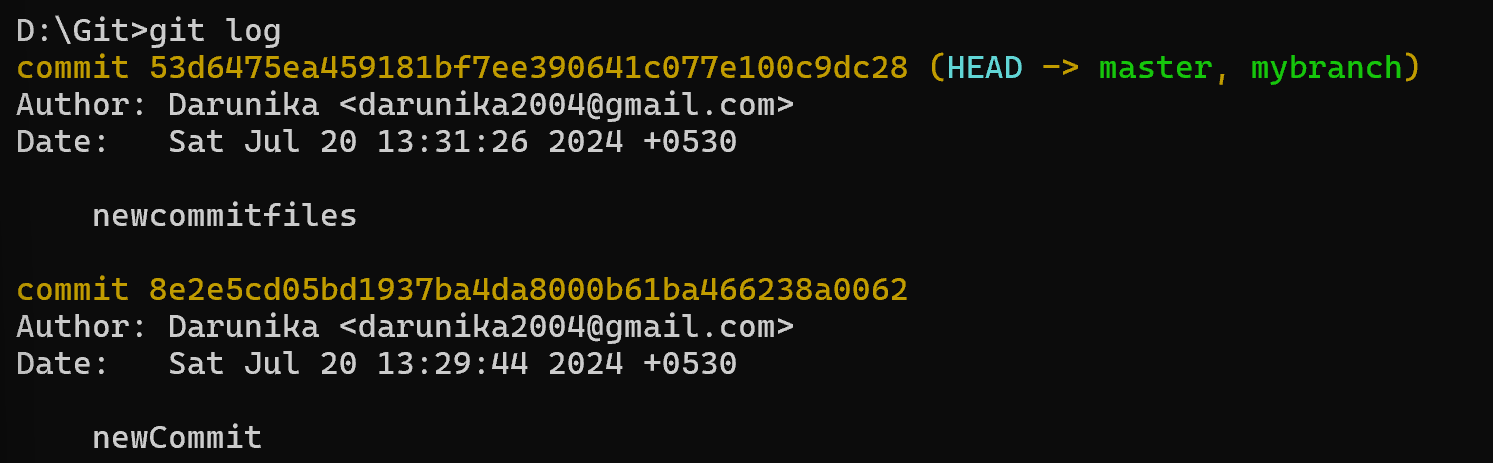 D:\Git>git log
commit 53d6475ea459181bf7ee390641c077e100c9dc28 (HEAD -> master, mybranch)
Author: Darunika <darunika2004@gmail.com>
Date:   Sat Jul 20 13:31:26 2024 +0530
newcommitfiles
commit 8e2e5cd05bd1937ba4da8000b61ba466238a0062
Author: Darunika <darunika2004@gmail.com>
Date:   Sat Jul 20 13:29:44 2024 +0530
newCommit